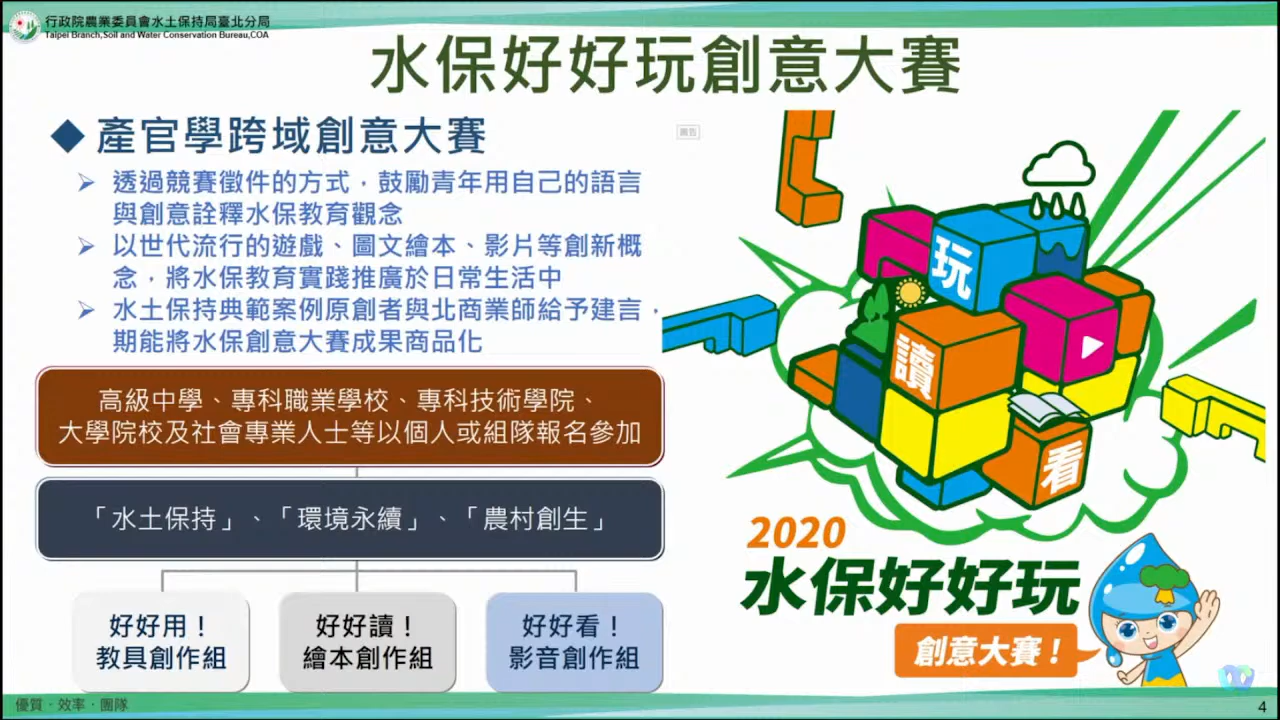 行政院農業委員會水土保持局臺北分局
Taipei Branch,Soil and Water Conservation Bureau,COA
水保好好玩創意大賽
產官學跨域創意大賽
廣告
透過競賽徵件的方式，鼓勵青年用自己的語言
與創意詮釋水保教育觀念
以世代流行的遊戲、圖文繪本、影片等創新概
念，將水保教育實踐推廣於日常生活中
水土保持典範案例原創者與北商業師給予建言，
期能將水保創意大賽成果商品化
高級中學、專科職業學校、專科技術學院、
大學院校及社會專業人士等以個人或組隊報名參加
「水土保持」、「環境永續」、「農村創生」
好好用！
教具創作組
好好讀！
繪本創作組
好好看！
影音創作組
玩
讀
看
2020
水保好好玩
創意大賽！
優質．效率．團隊
4